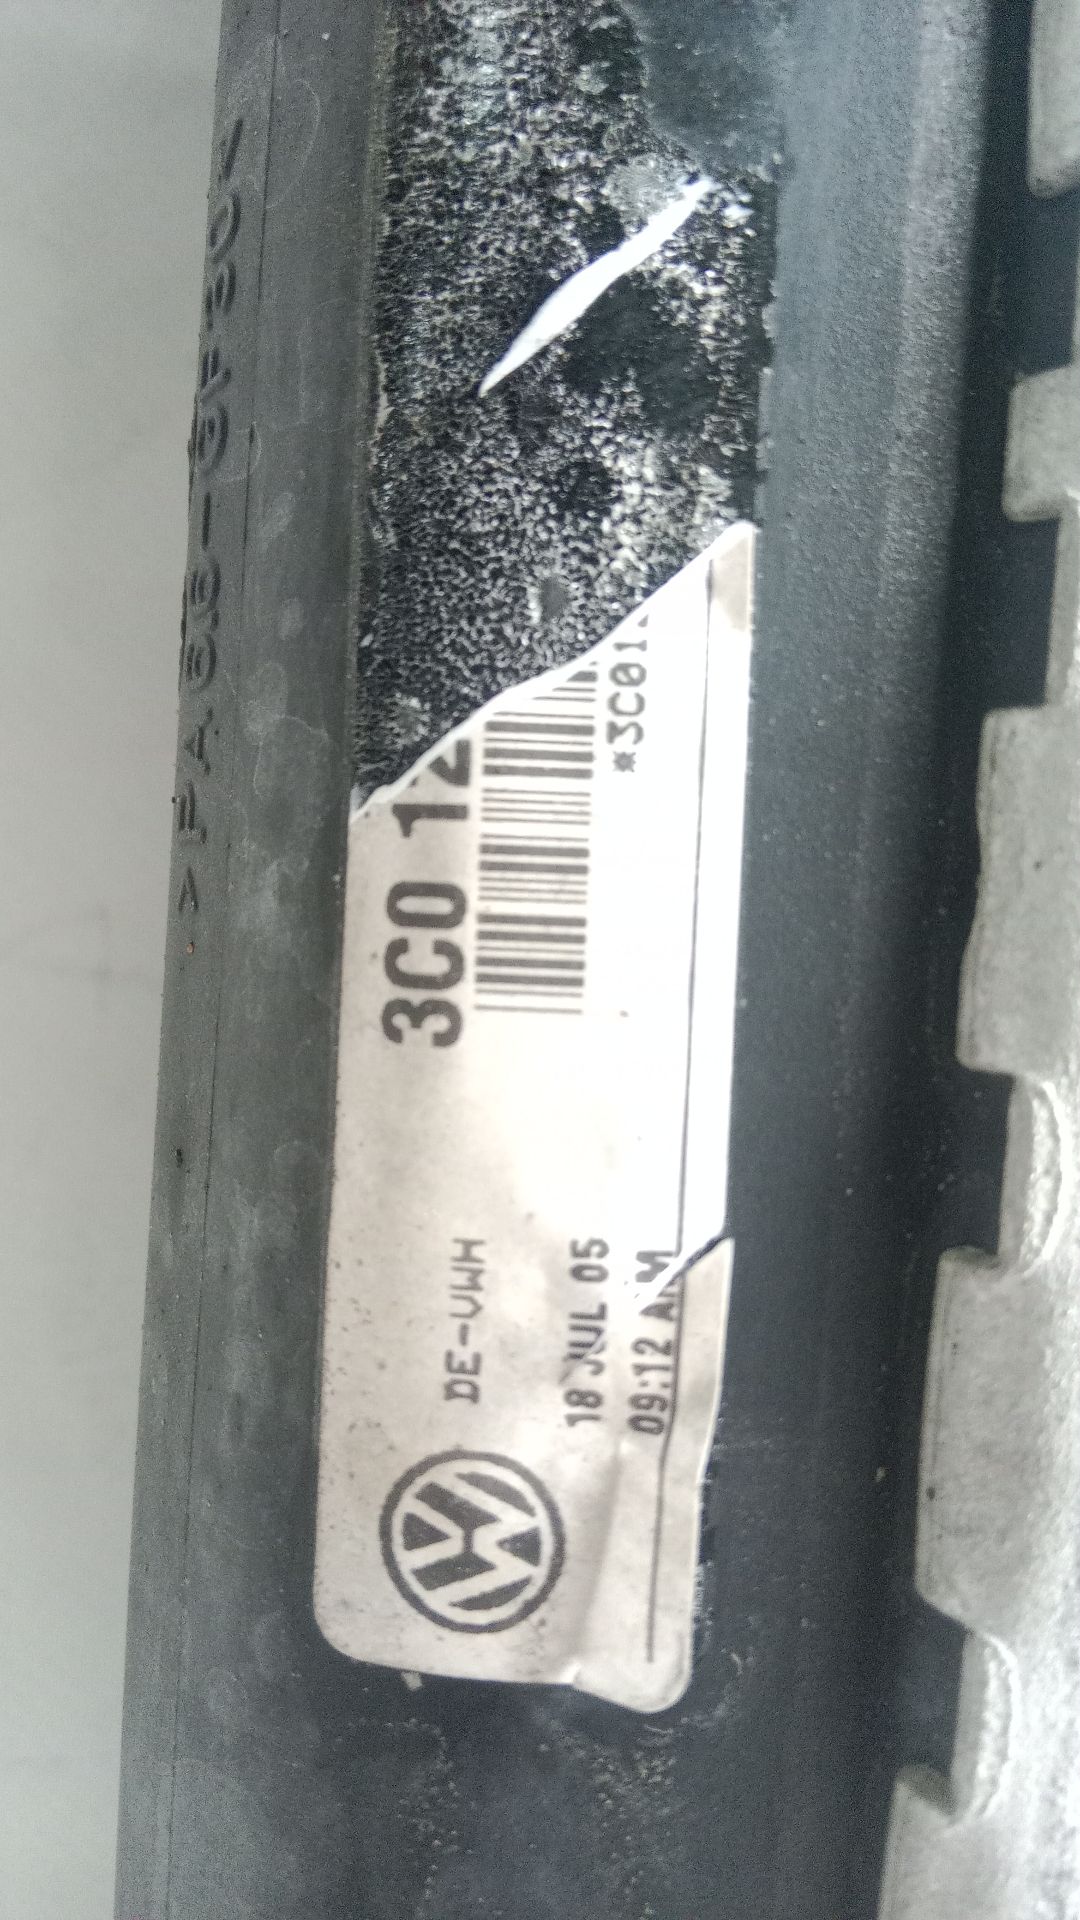 >PA66-GF30<
3C0 12
*3C01
DE-VWH
18 JUL 05
09:12 AM